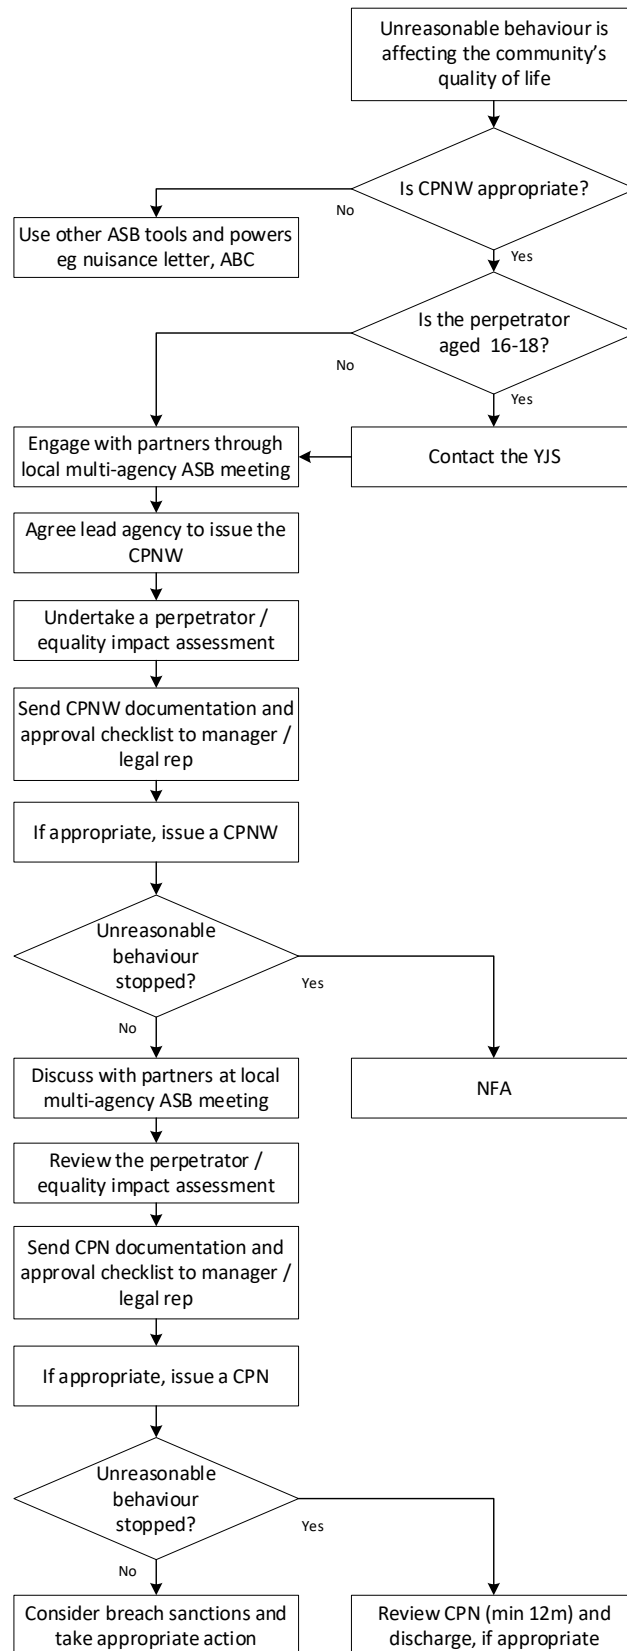 Unreasonable behaviour is
affecting the community’s
quality of life
Is CPNW appropriate?
No
Yes
Use other ASB tools and powers
eg nuisance letter, ABC
Is the perpetrator
aged 16-18?
No
Yes
Engage with partners through
local multi-agency ASB meeting
Contact the YJS
Agree lead agency to issue the
CPNW
Undertake a perpetrator /
equality impact assessment
Send CPNW documentation and
approval checklist to manager /
legal rep
If appropriate, issue a CPNW
Unreasonable
behaviour
stopped?
Yes
No
Discuss with partners at local
multi-agency ASB meeting
NFA
Review the perpetrator /
equality impact assessment
Send CPN documentation and
approval checklist to manager /
legal rep
If appropriate, issue a CPN
Unreasonable
behaviour
stopped?
Yes
No
Consider breach sanctions and
take appropriate action
Review CPN (min 12m) and
discharge, if appropriate